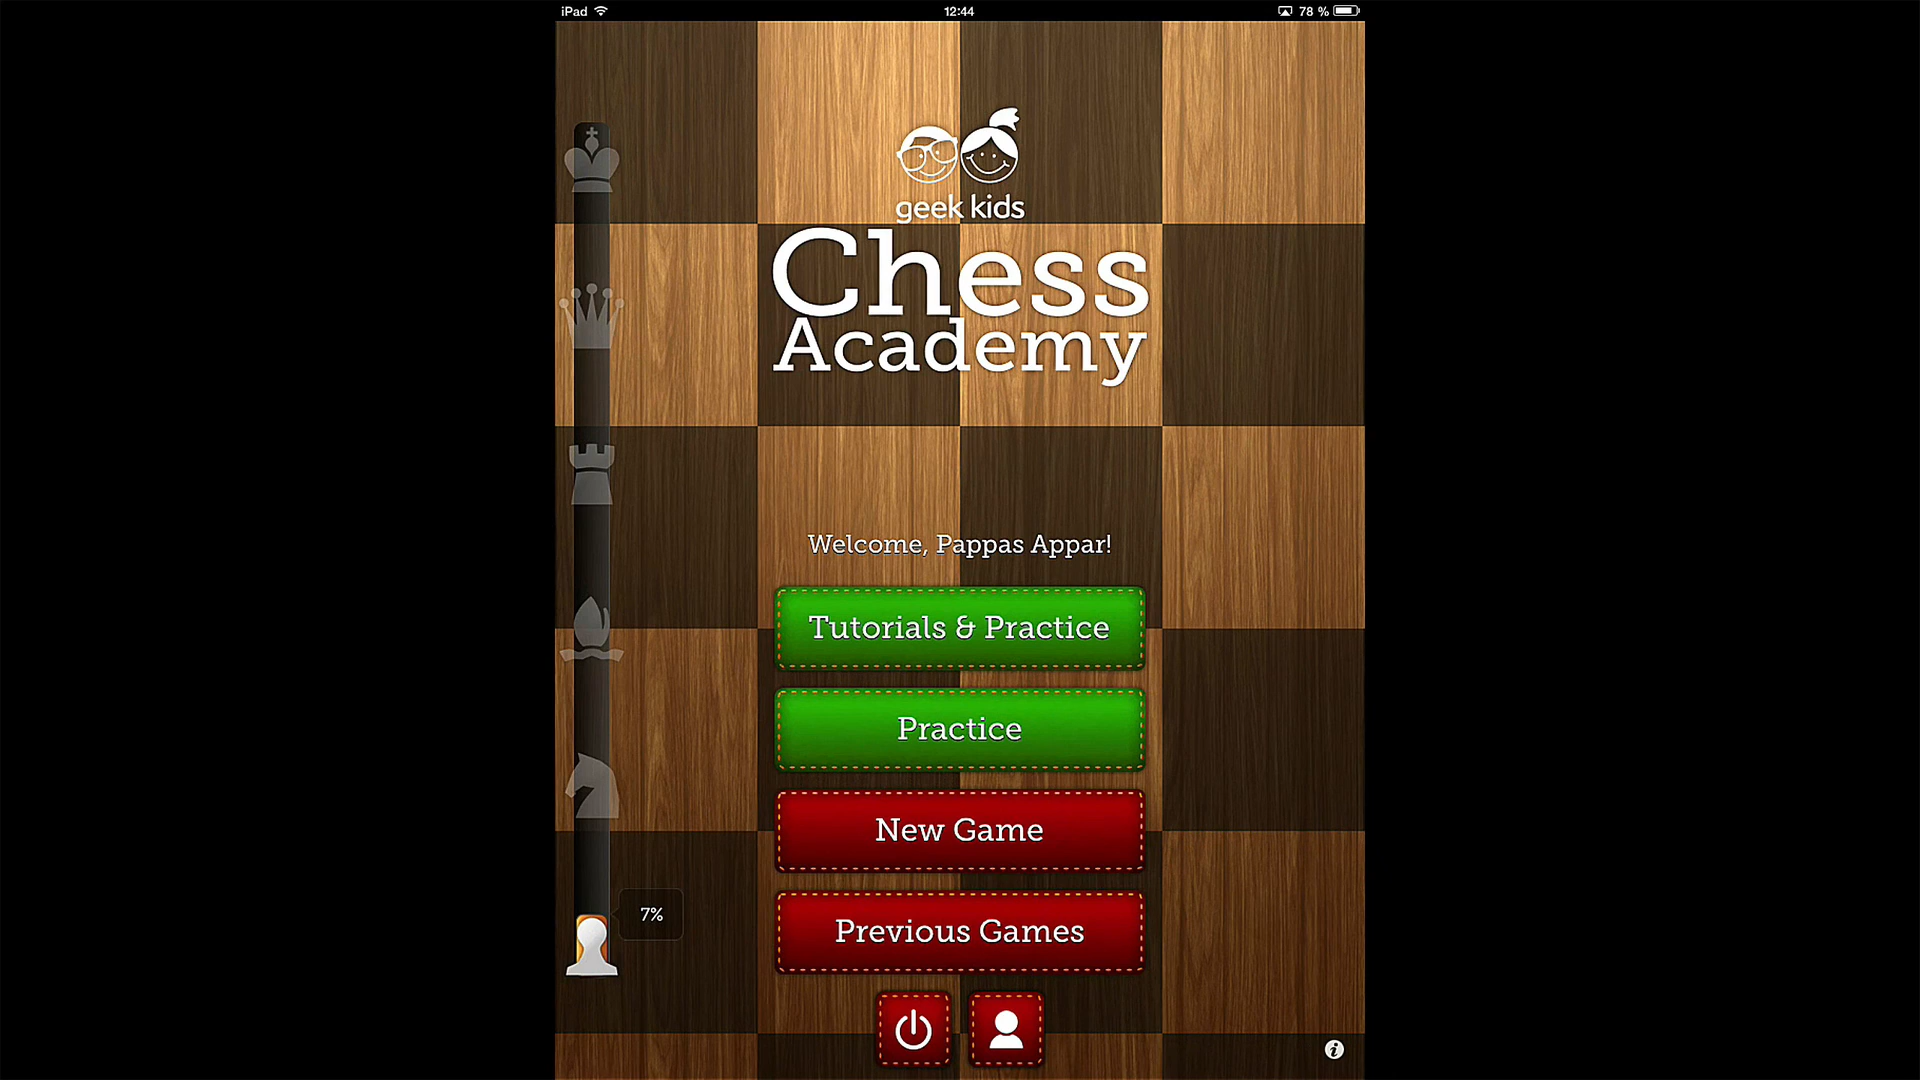 iPad 12:44 78 %
geek kids
Chess
Academy
Welcome, Pappas Appar!
Tutorials & Practice
Practice
New Game
7%
Previous Games
i